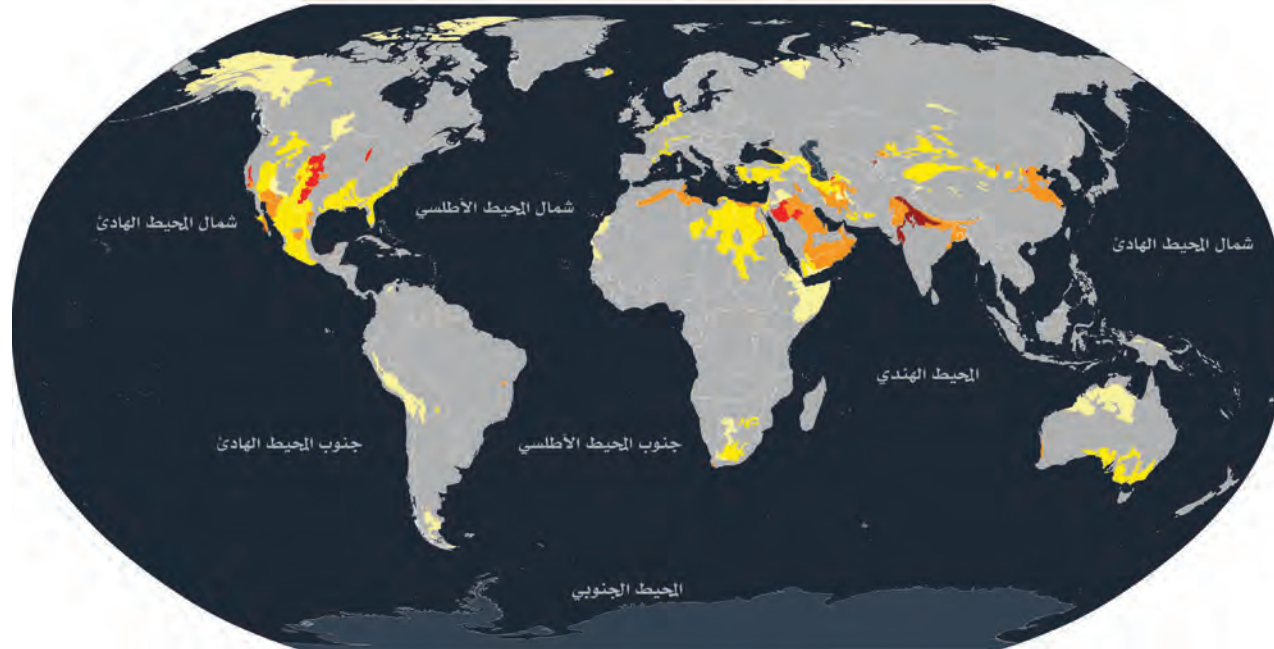 شمال المحيط الأطلسي
شمال المحيط الهادئ
شمال المحيط الهادئ
المحيط الهندي
جنوب المحيط الأطلسي
جنوب المحيط الهادئ
المحيط الجنوبي